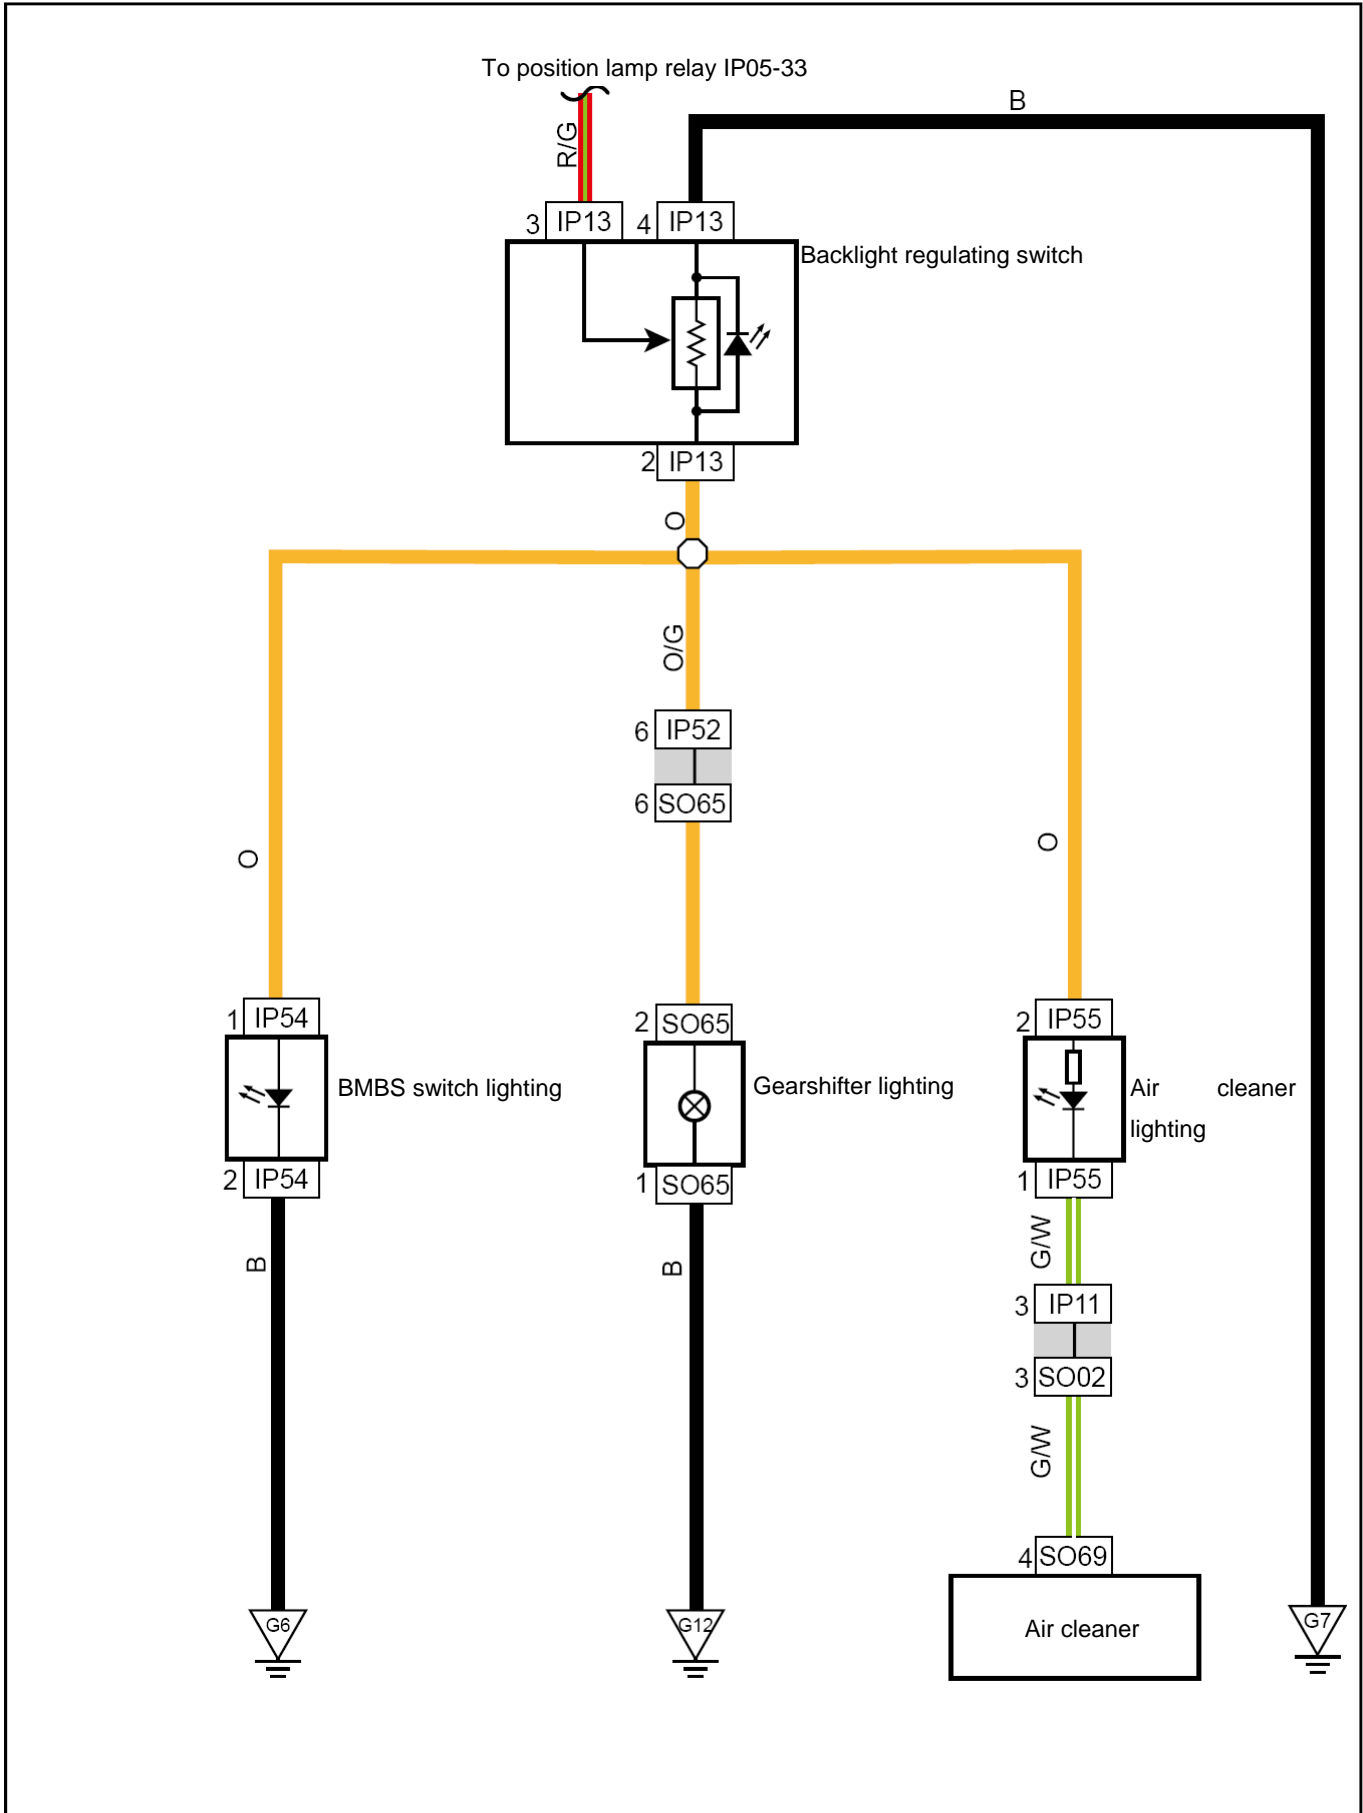 To position lamp relay IP05-33
B
R/G
3 IP13 4 IP13
Backlight regulating switch
2 IP13
O
O/G
6 IP52
6 SO65
O
O
1 IP54
2 SO65
2 IP55
BMBS switch lighting
Gearshifter lighting
Air cleaner
lighting
2 IP54
1 SO65
1 IP55
B
B
G/W
3 IP11
3 SO02
G/W
4 SO69
Air cleaner
G6
G12
G7